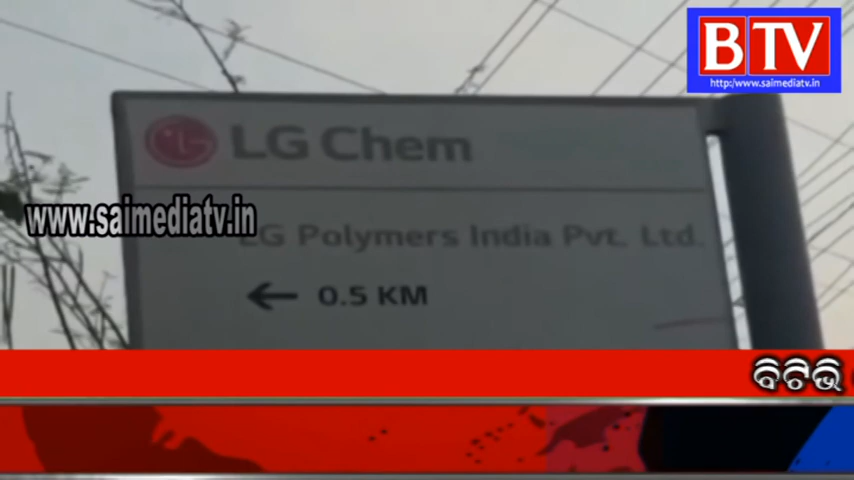 BTV
http:/www.saimediatv.in
LG Chem
www.saimediatv.in
LG Polymers India Pvt. Ltd.
← 0.5 KM
ବିଟିଭି